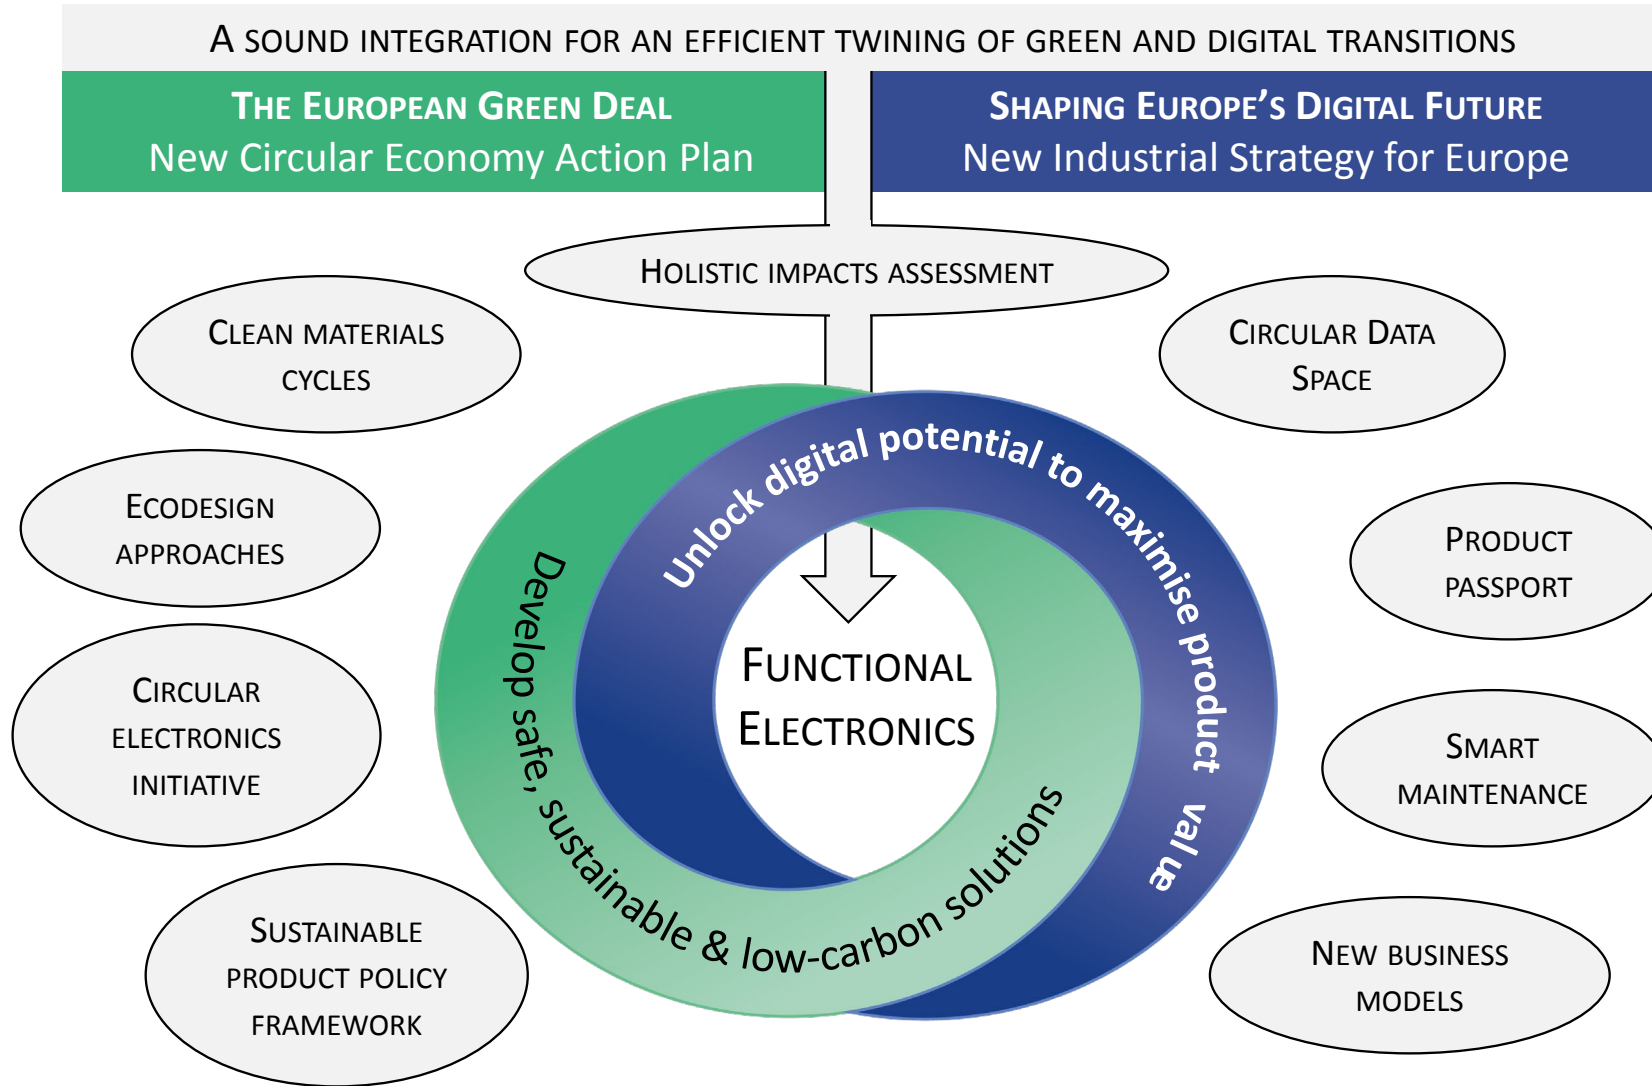 A SOUND INTEGRATION FOR AN EFFICIENT TWINING OF GREEN AND DIGITAL TRANSITIONS
THE EUROPEAN GREEN DEAL
New Circular Economy Action Plan
SHAPING EUROPE'S DIGITAL FUTURE
New Industrial Strategy for Europe
HOLISTIC IMPACTS ASSESSMENT
CLEAN MATERIALS
CYCLES
ECODESIGN
APPROACHES
CIRCULAR
ELECTRONICS
INITIATIVE
SUSTAINABLE
PRODUCT POLICY
FRAMEWORK
Develop safe, sustainable & low-carbon solutions
Unlock digital potential to maximise product value
FUNCTIONAL
ELECTRONICS
CIRCULAR DATA
SPACE
PRODUCT
PASSPORT
SMART
MAINTENANCE
NEW BUSINESS
MODELS